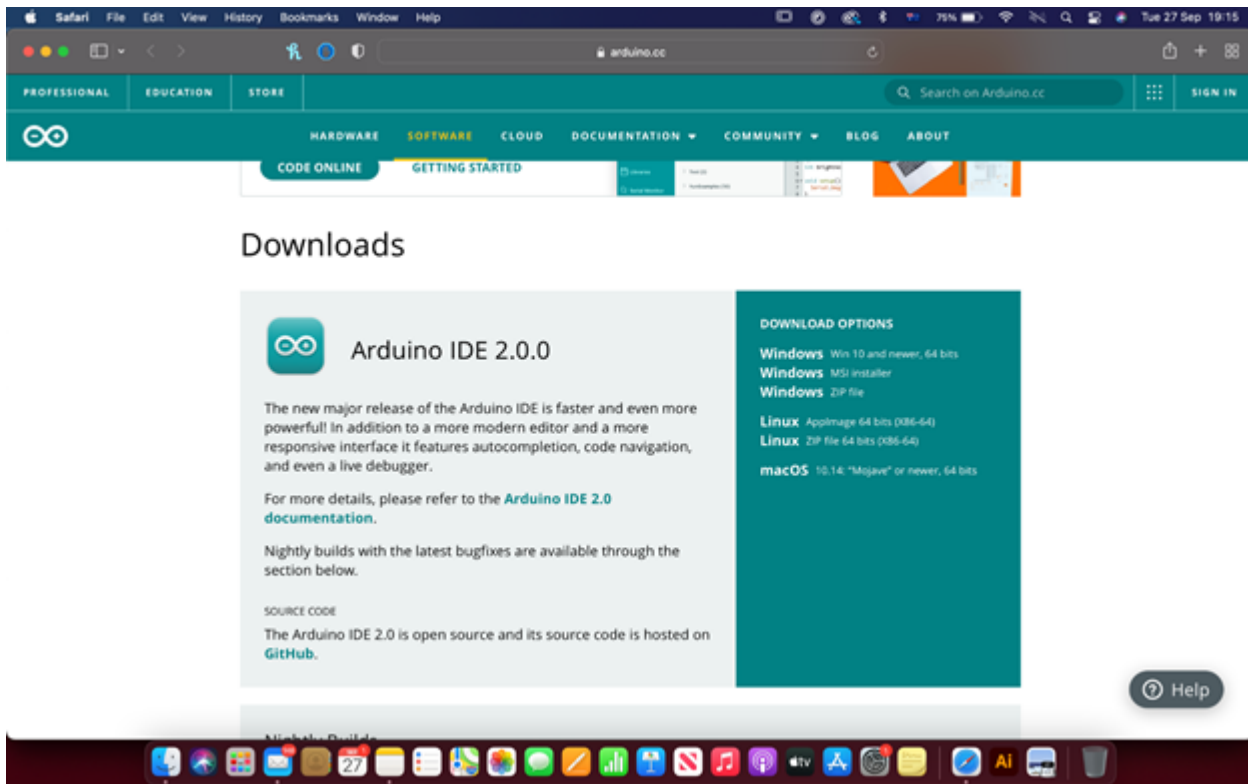 Safari File Edit View History Bookmarks Window Help 75% Tue 27 Sep 19:15
arduino.cc
PROFESSIONAL EDUCATION STORE Search on Arduino.cc SIGN IN
HARDWARE SOFTWARE CLOUD DOCUMENTATION COMMUNITY BLOG ABOUT
CODE ONLINE GETTING STARTED
Downloads
Arduino IDE 2.0.0
The new major release of the Arduino IDE is faster and even more
powerful! In addition to a more modern editor and a more
responsive interface it features autocompletion, code navigation,
and even a live debugger.
For more details, please refer to the Arduino IDE 2.0
documentation.
Nightly builds with the latest bugfixes are available through the
section below.
SOURCE CODE
The Arduino IDE 2.0 is open source and its source code is hosted on
GitHub.
DOWNLOAD OPTIONS
Windows Win 10 and newer, 64 bits
Windows MSI installer
Windows ZIP file
Linux AppImage 64 bits (X86-64)
Linux ZIP file 64 bits (X86-64)
macOS 10.14: "Mojave" or newer, 64 bits
Help
Nightly Builds
27
tv
Ai